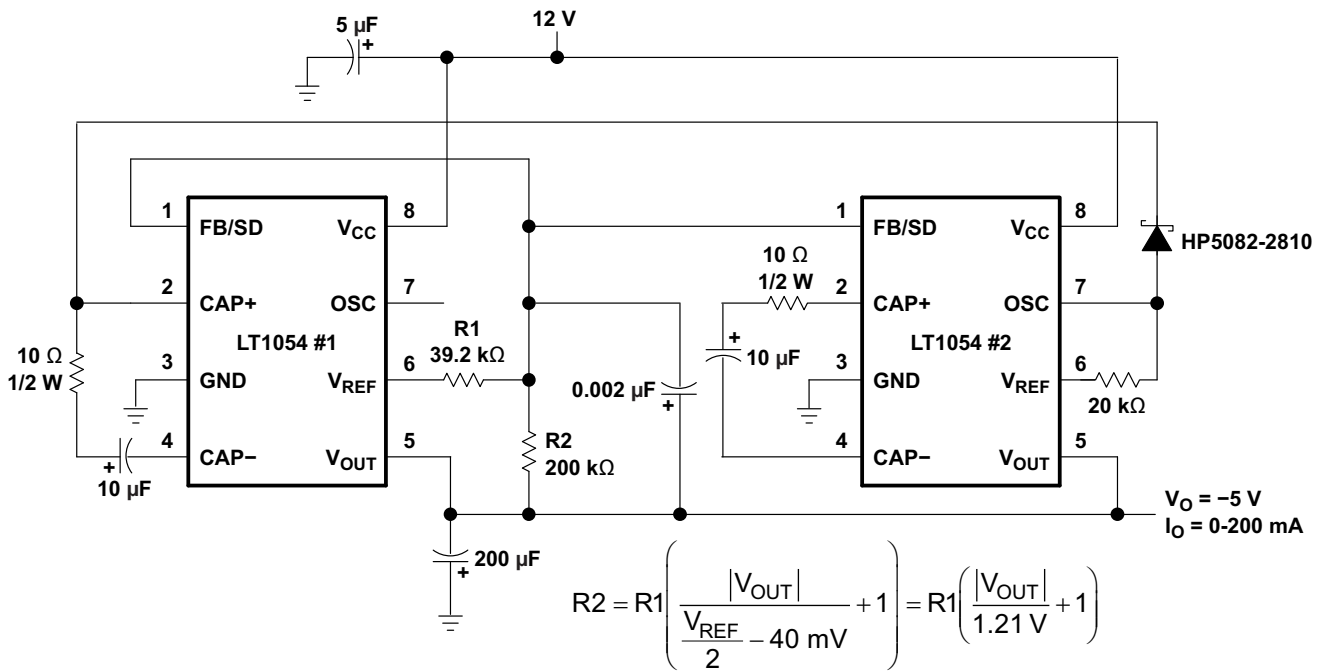 5 µF
+
12 V
1
FB/SD
VCC
8
2
CAP+
OSC
7
LT1054 #1
3
GND
VREF
6
4
CAP−
VOUT
5
10 Ω
1/2 W
+
10 µF
R1
39.2 kΩ
R2
200 kΩ
0.002 µF
+
200 µF
+
10 Ω
1/2 W
+
10 µF
1
FB/SD
VCC
8
2
CAP+
OSC
7
LT1054 #2
3
GND
VREF
6
4
CAP−
VOUT
5
HP5082-2810
20 kΩ
VO = −5 V
IO = 0-200 mA
R2 = R1(|VOUT| / (VREF/2 − 40 mV) + 1) = R1(|VOUT| / 1.21 V + 1)